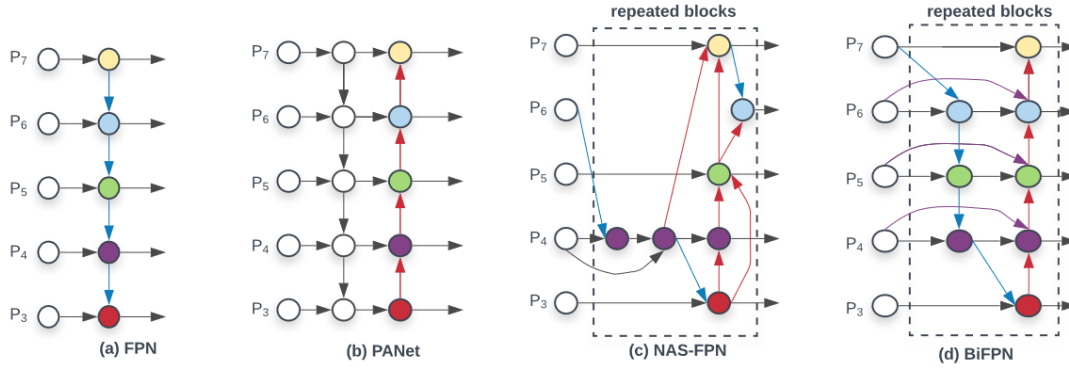 repeated blocks
repeated blocks
P7
P6
P5
P4
P3
(a) FPN
P7
P6
P5
P4
P3
(b) PANet
P7
P6
P5
P4
P3
(c) NAS-FPN
P7
P6
P5
P4
P3
(d) BiFPN